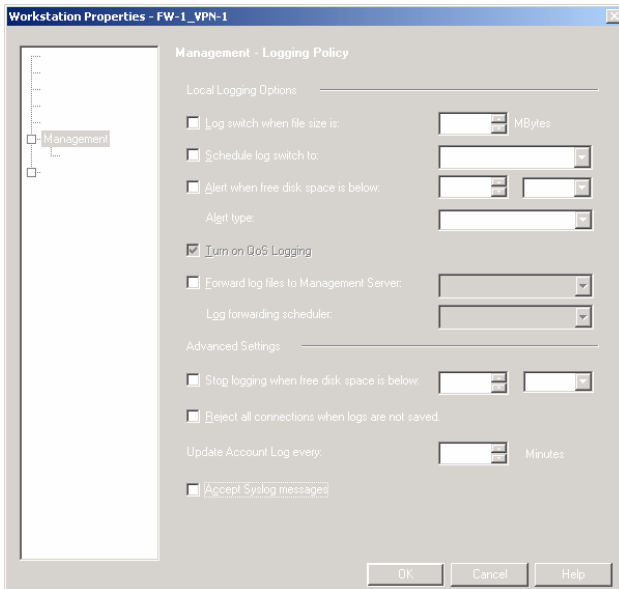 Workstation Properties - FW-1_VPN-1
Management
Management - Logging Policy
Local Logging Options
Log switch when file size is:
MBytes
Schedule log switch to:
Alert when free disk space is below:
Alert type:
Turn on QoS Logging
Forward log files to Management Server:
Log forwarding scheduler:
Advanced Settings
Stop logging when free disk space is below:
Reject all connections when logs are not saved.
Update Account Log every:
Minutes
Accept Syslog messages
OK
Cancel
Help